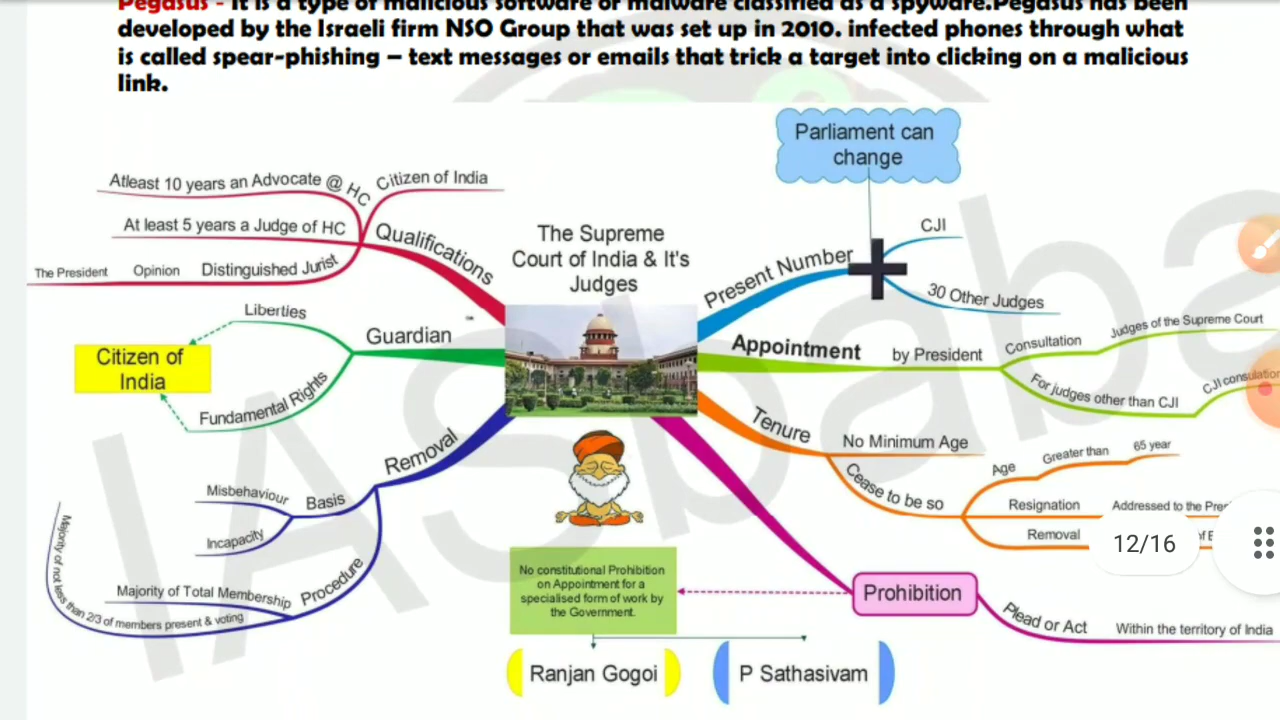 Pegasus - It is a type of malicious software or malware classified as a spyware.Pegasus has been
developed by the Israeli firm NSO Group that was set up in 2010. infected phones through what
is called spear-phishing – text messages or emails that trick a target into clicking on a malicious
link.
Parliament can
change
The Supreme
Court of India & It's
Judges
Qualifications
Atleast 10 years an Advocate @ HC
Citizen of India
At least 5 years a Judge of HC
The President Opinion Distinguished Jurist
Guardian
Liberties
Fundamental Rights
Citizen of
India
Removal
Basis
Misbehaviour
Incapacity
Procedure
Majority of Total Membership
Majority of not less than 2/3 of members present & voting
Present Number
CJI
30 Other Judges
Appointment by President
Consultation
Judges of the Supreme Court
For judges other than CJI
CJI consulation
Tenure
No Minimum Age
Cease to be so
Age Greater than 65 year
Resignation Addressed to the
Removal
12/16
Prohibition
Plead or Act Within the territory of India
No constitutional Prohibition
on Appointment for a
specialised form of work by
the Government.
Ranjan Gogoi
P Sathasivam
IASbaba